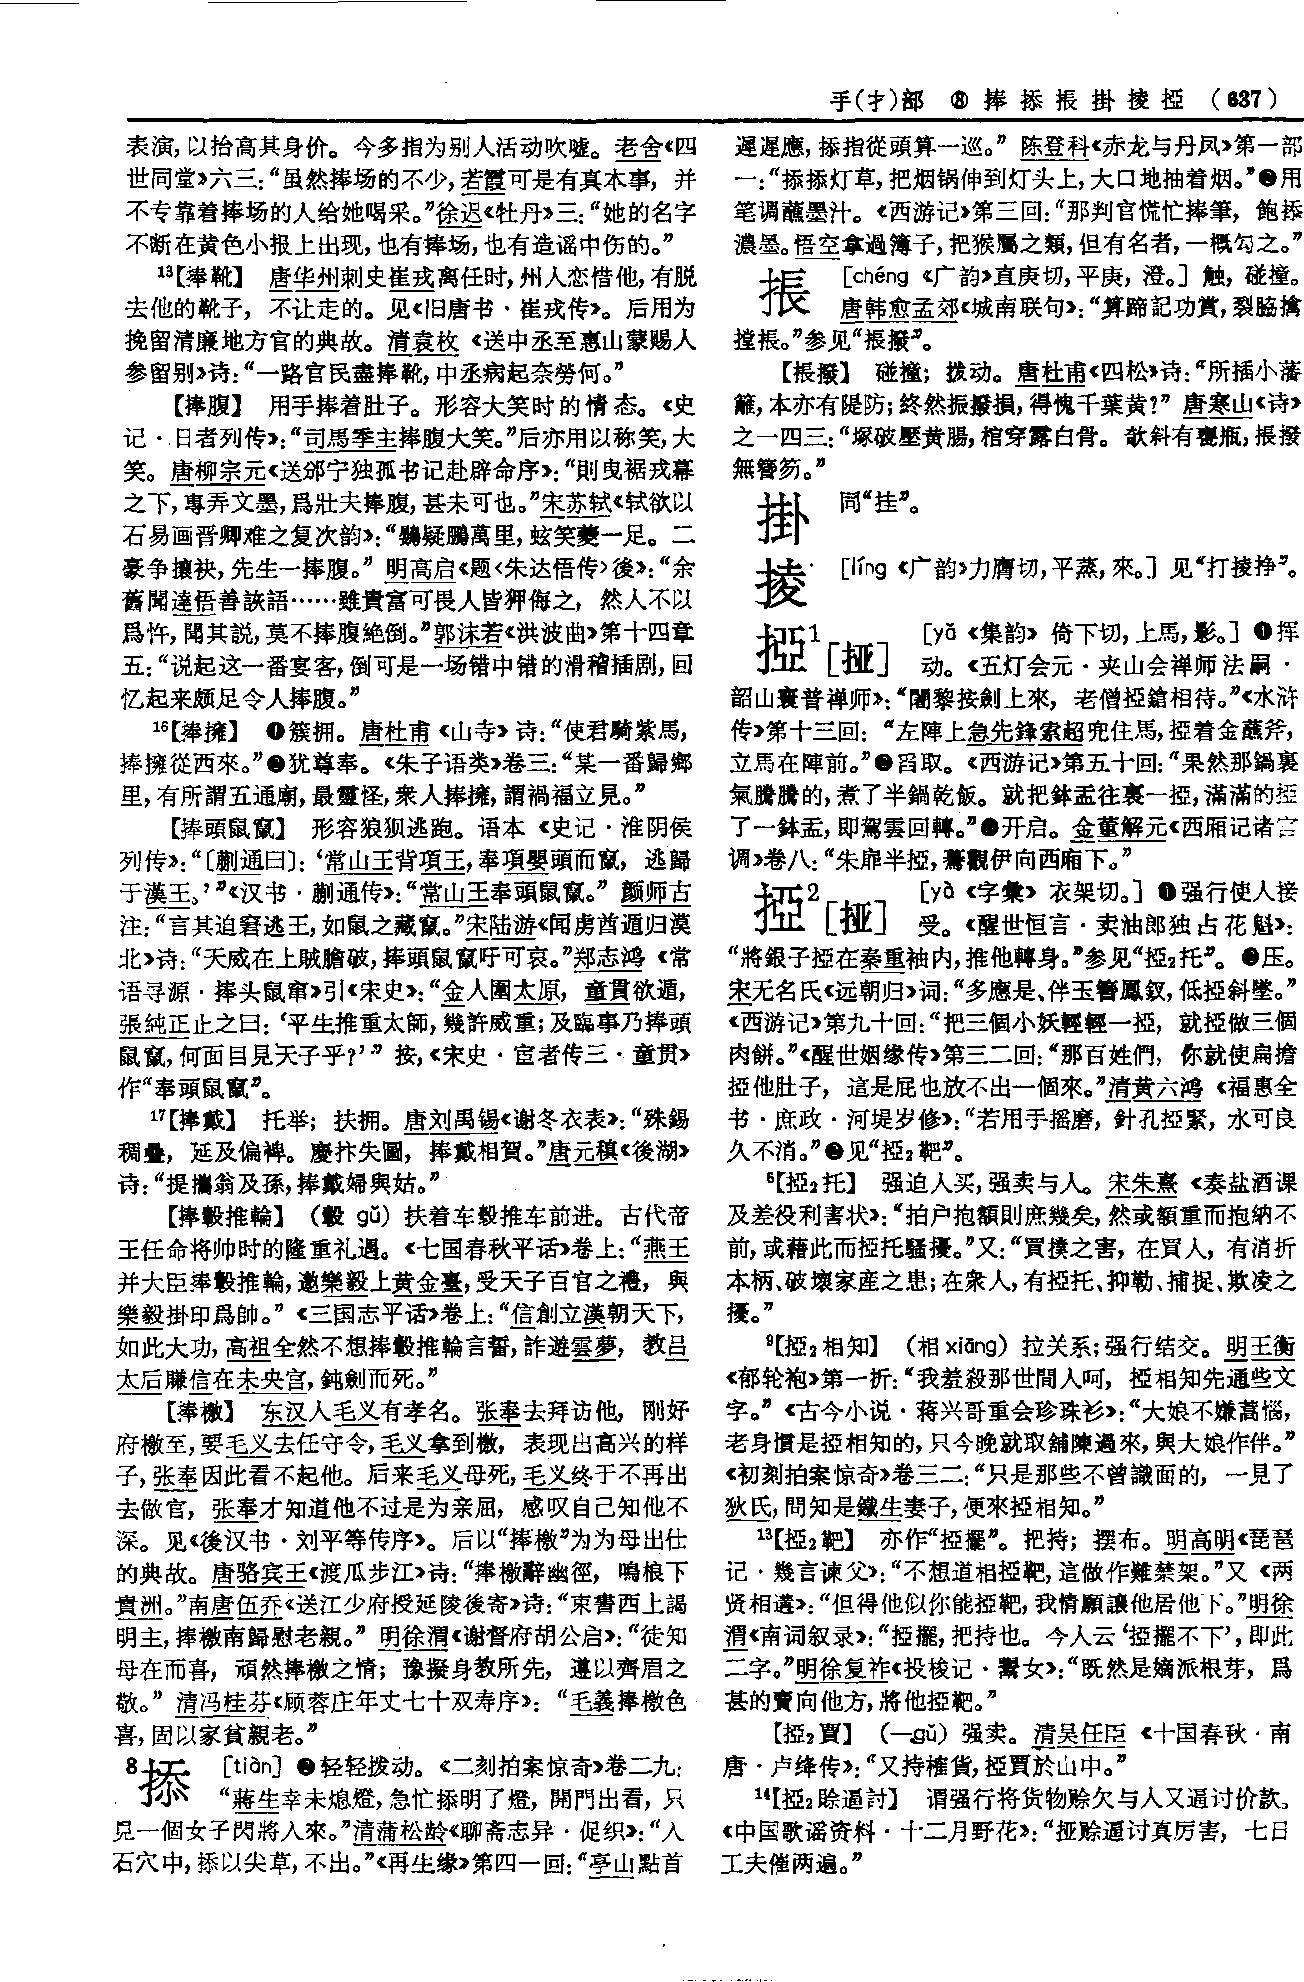 手(扌)部 ⑧ 捧 掭 掁 掛 掕 掗 (637)
表演,以抬高其身价。今多指为别人活动吹嘘。老舍《四
世同堂》六三:“虽然捧场的不少,若霞可是有真本事,并
不专靠着捧场的人给她喝采。”徐迟《牡丹》三:“她的名字
不断在黄色小报上出现,也有捧场,也有造谣中伤的。”
13【捧靴】 唐华州刺史崔戎离任时,州人恋惜他,有脱
去他的靴子,不让走的。见《旧唐书·崔戎传》。后用为
挽留清廉地方官的典故。清袁枚《送中丞至惠山蒙赐人
参留别》诗:“一路官民盡捧靴,中丞病起奈勞何。”
【捧腹】 用手捧着肚子。形容大笑时的情态。《史
记·日者列传》:“司馬季主捧腹大笑。”后亦用以称笑,大
笑。唐柳宗元《送邠宁独孤书记赴辟命序》:“則曳裾戎幕
之下,專弄文墨,爲壯夫捧腹,甚未可也。”宋苏轼《轼欲以
石易画晋卿难之复次韵》:“鷃疑鵬萬里,蚿笑夔一足。二
豪争攘袂,先生一捧腹。”明高启《题〈朱达悟传〉後》:“余
舊聞達悟善詼語……雖貴富可畏人皆狎侮之,然人不以
爲忤,聞其説,莫不捧腹絶倒。”郭沫若《洪波曲》第十四章
五:“说起这一番宴客,倒可是一场错中错的滑稽插剧,回
忆起来颇足令人捧腹。”
16【捧擁】 ❶簇拥。唐杜甫《山寺》诗:“使君騎紫馬,
捧擁從西來。”❷犹尊奉。《朱子语类》卷三:“某一番歸鄉
里,有所謂五通廟,最靈怪,衆人捧擁,謂禍福立見。”
【捧頭鼠竄】 形容狼狈逃跑。语本《史记·淮阴侯
列传》:“〔蒯通曰〕:‘常山王背項王,奉項嬰頭而竄,逃歸
于漢王。’”《汉书·蒯通传》:“常山王奉頭鼠竄。”颜师古
注:“言其迫窘逃王,如鼠之藏竄。”宋陆游《闻虏酋遁归漠
北》诗:“天威在上賊膽破,捧頭鼠竄吁可哀。”郑志鸿《常
语寻源·捧头鼠窜》引《宋史》:“金人圍太原,童貫欲遁,
張純正止之曰:‘平生推重太師,幾許威重;及臨事乃捧頭
鼠竄,何面目見天子乎?’”按,《宋史·宦者传三·童贯》
作“奉頭鼠竄”。
17【捧戴】 托举;扶拥。唐刘禹锡《谢冬衣表》:“殊錫
稠疊,延及偏裨。慶抃失圖,捧戴相賀。”唐元稹《後湖》
诗:“提攜翁及孫,捧戴婦與姑。”
【捧轂推輪】 (轂 gǔ)扶着车毂推车前进。古代帝
王任命将帅时的隆重礼遇。《七国春秋平话》卷上:“燕王
并大臣捧轂推輪,邀樂毅上黄金臺,受天子百官之禮,與
樂毅掛印爲帥。”《三国志平话》卷上:“信創立漢朝天下,
如此大功,高祖全然不想捧轂推輪言誓,詐遊雲夢,教吕
太后賺信在未央宫,鈍劍而死。”
【捧檄】 东汉人毛义有孝名。张奉去拜访他,刚好
府檄至,要毛义去任守令,毛义拿到檄,表现出高兴的样
子,张奉因此看不起他。后来毛义母死,毛义终于不再出
去做官,张奉才知道他不过是为亲屈,感叹自己知他不
深。见《後汉书·刘平等传序》。后以“捧檄”为为母出仕
的典故。唐骆宾王《渡瓜步江》诗:“捧檄辭幽徑,鳴桹下
貴洲。”南唐伍乔《送江少府授延陵後寄》诗:“束書西上謁
明主,捧檄南歸慰老親。”明徐渭《谢督府胡公启》:“徒知
母在而喜,頑然捧檄之情;豫擬身教所先,遵以齊眉之
敬。”清冯桂芬《顾蓉庄年丈七十双寿序》:“毛義捧檄色
喜,固以家貧親老。”
8掭 [tiàn] ❶轻轻拨动。《二刻拍案惊奇》卷二九:
“蔣生幸未熄燈,急忙掭明了燈,開門出看,只
見一個女子閃將入來。”清蒲松龄《聊斋志异·促织》:“入
石穴中,掭以尖草,不出。”《再生缘》第四一回:“亭山點首
遲遲應,掭指從頭算一巡。”陈登科《赤龙与丹凤》第一部
一:“掭掭灯草,把烟锅伸到灯头上,大口地抽着烟。”❷用
笔调蘸墨汁。《西游记》第三回:“那判官慌忙捧筆,飽掭
濃墨。悟空拿過簿子,把猴屬之類,但有名者,一概勾之。”
掁 [chéng 《广韵》直庚切,平庚,澄。] 触,碰撞。
唐韩愈孟郊《城南联句》:“算蹄記功賞,裂腦擒
摚掁。”参见“掁撥”。
【掁撥】 碰撞;拨动。唐杜甫《四松》诗:“所插小藩
籬,本亦有隄防;終然掁撥損,得愧千葉黄?”唐寒山《诗》
之一四三:“塚破壓黄腸,棺穿露白骨。欹斜有甕瓶,掁撥
無簪笏。”
掛 同“挂”。
掕 [líng 《广韵》力膺切,平蒸,來。] 见“打掕挣”。
掗1[挜] [yǎ 《集韵》倚下切,上馬,影。] ❶挥
动。《五灯会元·夹山会禅师法嗣·
韶山寰普禅师》:“闍黎按劍上來,老僧掗鎗相待。”《水浒
传》第十三回:“左陣上急先鋒索超兜住馬,掗着金蘸斧,
立馬在陣前。”❷舀取。《西游记》第五十回:“果然那鍋裏
氣騰騰的,煮了半鍋乾飯。就把鉢盂往裏一掗,滿滿的掗
了一鉢盂,即駕雲回轉。”❸开启。金董解元《西厢记诸宫
调》卷八:“朱扉半掗,驀觀伊向西廂下。”
掗2[挜] [yà 《字彙》衣架切。] ❶强行使人接
受。《醒世恒言·卖油郎独占花魁》:
“將銀子掗在秦重袖内,推他轉身。”参见“掗2托”。❷压。
宋无名氏《远朝归》词:“多應是、伴玉簪鳳釵,低掗斜墜。”
《西游记》第九十回:“把三個小妖輕輕一掗,就掗做三個
肉餅。”《醒世姻缘传》第三二回:“那百姓們,你就使扁擔
掗他肚子,這是屁也放不出一個來。”清黄六鸿《福惠全
书·庶政·河堤岁修》:“若用手摇磨,針孔掗緊,水可良
久不消。”❸见“掗2靶”。
6【掗2托】 强迫人买,强卖与人。宋朱熹《奏盐酒课
及差役利害状》:“拍户抱額則庶幾矣,然或額重而抱納不
前,或藉此而掗托騷擾。”又:“買撲之害,在買人,有消折
本柄、破壞家産之患;在衆人,有掗托、抑勒、捕捉、欺凌之
擾。”
9【掗2相知】 (相 xiāng)拉关系;强行结交。明王衡
《郁轮袍》第一折:“我羞殺那世間人呵,掗相知先通些文
字。”《古今小说·蒋兴哥重会珍珠衫》:“大娘不嫌蒿惱,
老身慣是掗相知的,只今晚就取鋪陳過來,與大娘作伴。”
《初刻拍案惊奇》卷三二:“只是那些不曾識面的,一見了
狄氏,問知是鐵生妻子,便來掗相知。”
13【掗2靶】 亦作“掗擺”。把持;摆布。明高明《琵琶
记·幾言谏父》:“不想道相掗靶,這做作難禁架。”又《两
贤相遘》:“但得他似你能掗靶,我情願讓他居他下。”明徐
渭《南词叙录》:“掗擺,把持也。今人云‘掗擺不下’,即此
二字。”明徐复祚《投梭记·鬻女》:“既然是嫡派根芽,爲
甚的賣向他方,將他掗靶。”
【掗2賈】 (—gǔ)强卖。清吴任臣《十国春秋·南
唐·卢绛传》:“又持榷貨,掗賈於山中。”
14【掗2賒逼討】 谓强行将货物赊欠与人又逼讨价款。
《中国歌谣资料·十二月野花》:“挜赊逼讨真厉害,七日
工夫催两遍。”